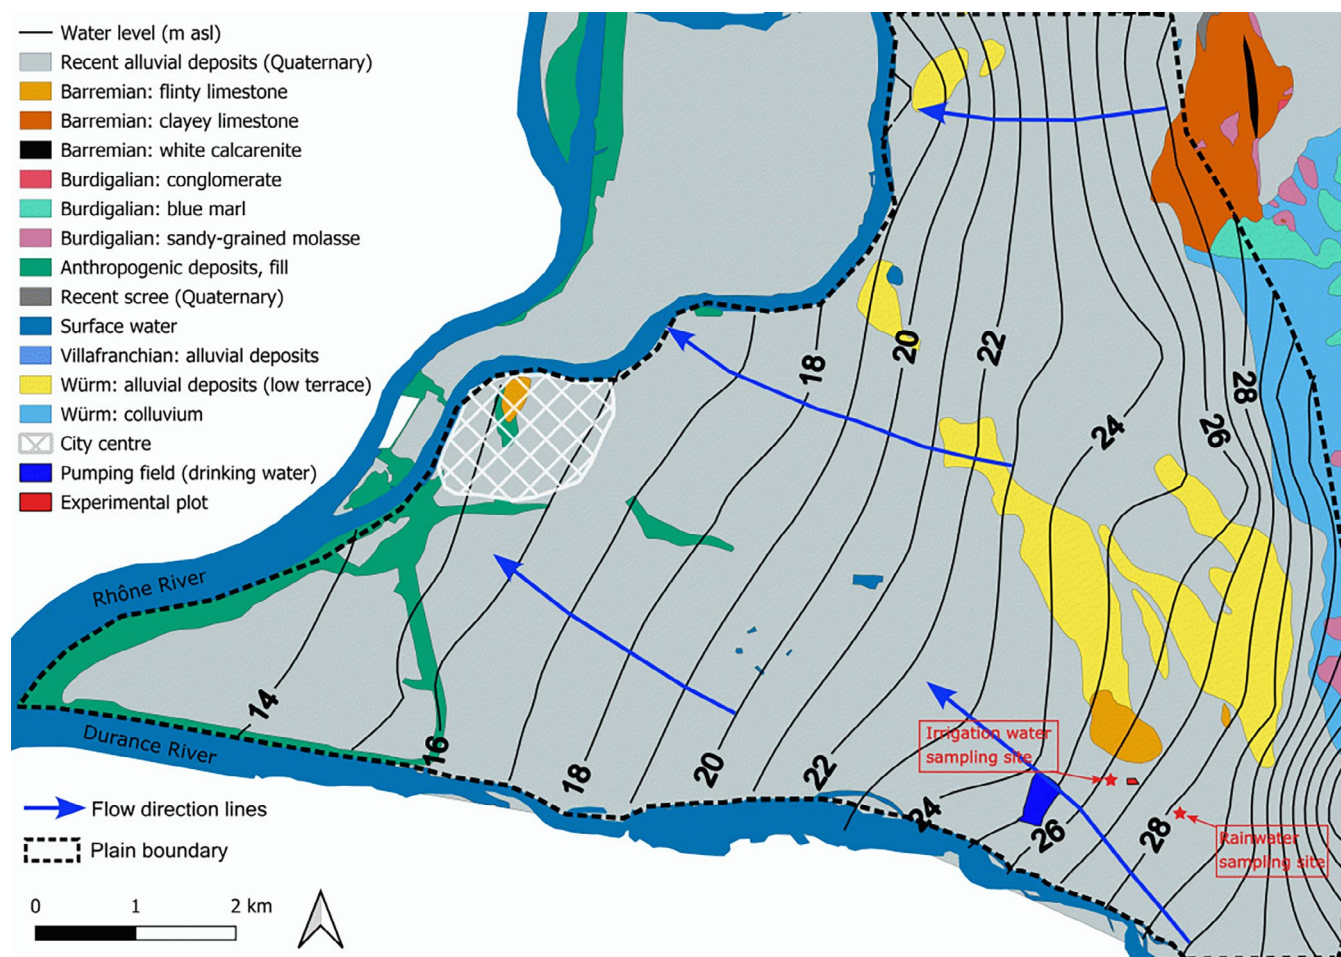 Water level (m asl)
Recent alluvial deposits (Quaternary)
Barremian: flinty limestone
Barremian: clayey limestone
Barremian: white calcarenite
Burdigalian: conglomerate
Burdigalian: blue marl
Burdigalian: sandy-grained molasse
Anthropogenic deposits, fill
Recent scree (Quaternary)
Surface water
Villafranchian: alluvial deposits
Würm: alluvial deposits (low terrace)
Würm: colluvium
City centre
Pumping field (drinking water)
Experimental plot
Flow direction lines
Plain boundary
0 1 2 km
Rhône River
Durance River
18
20
22
24
26
28
14
16
18
20
22
24
26
28
Irrigation water
sampling site
Rainwater
sampling site